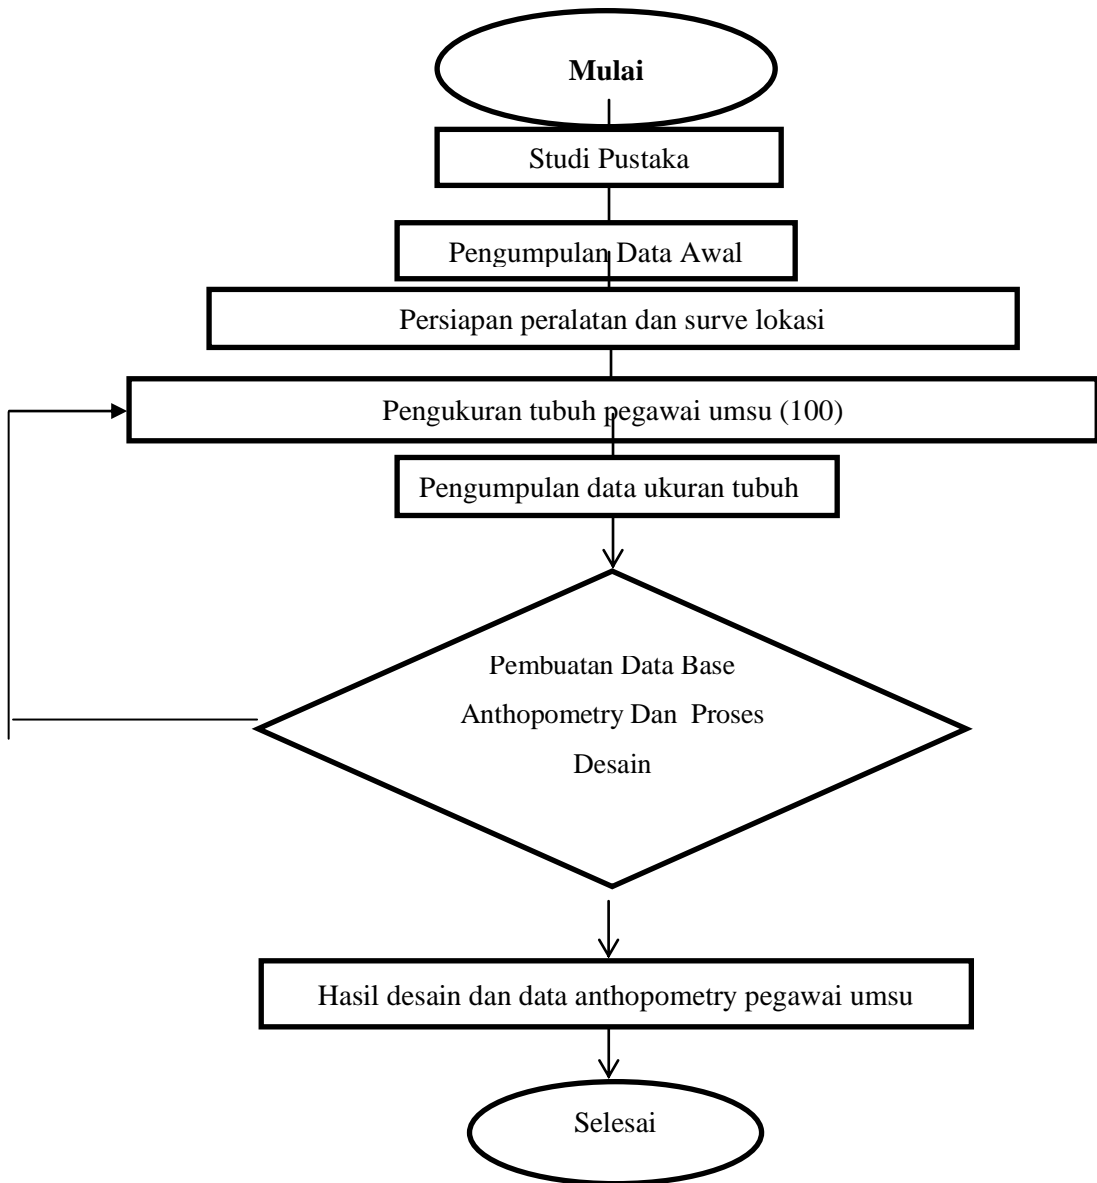 Mulai
Studi Pustaka
Pengumpulan Data Awal
Persiapan peralatan dan surve lokasi
Pengukuran tubuh pegawai umsu (100)
Pengumpulan data ukuran tubuh
Pembuatan Data Base
Anthopometry Dan  Proses
Desain
Hasil desain dan data anthopometry pegawai umsu
Selesai